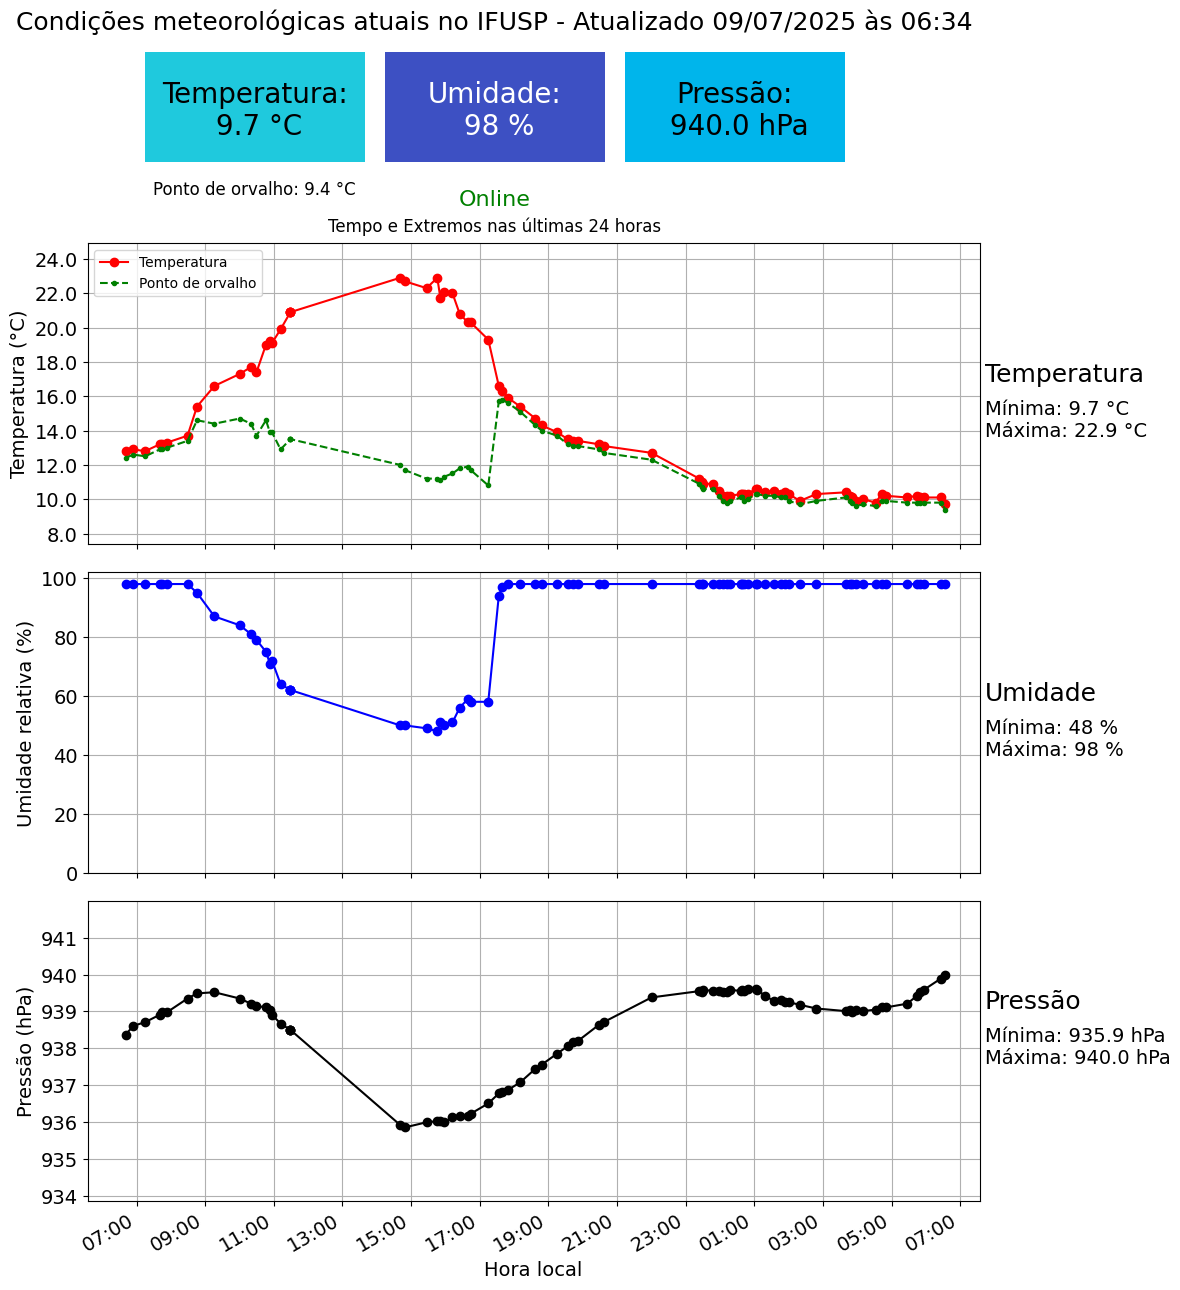 Condições meteorológicas atuais no IFUSP - Atualizado 09/07/2025 às 06:34
Temperatura:
9.7 °C
Umidade:
98 %
Pressão:
940.0 hPa
Ponto de orvalho: 9.4 °C
Online
Tempo e Extremos nas últimas 24 horas
Temperatura
Ponto de orvalho
Temperatura (°C)
24.0
22.0
20.0
18.0
16.0
14.0
12.0
10.0
8.0
Temperatura
Mínima: 9.7 °C
Máxima: 22.9 °C
Umidade relativa (%)
100
80
60
40
20
0
Umidade
Mínima: 48 %
Máxima: 98 %
Pressão (hPa)
941
940
939
938
937
936
935
934
Pressão
Mínima: 935.9 hPa
Máxima: 940.0 hPa
07:00
09:00
11:00
13:00
15:00
17:00
19:00
21:00
23:00
01:00
03:00
05:00
07:00
Hora local